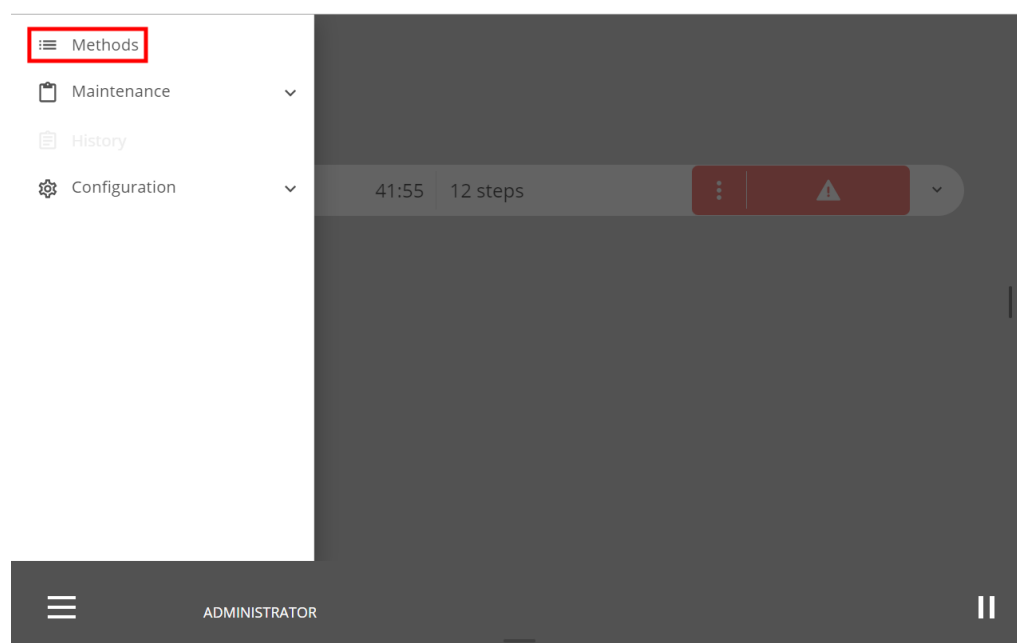 Methods
Maintenance
History
Configuration
41:55 12 steps
ADMINISTRATOR